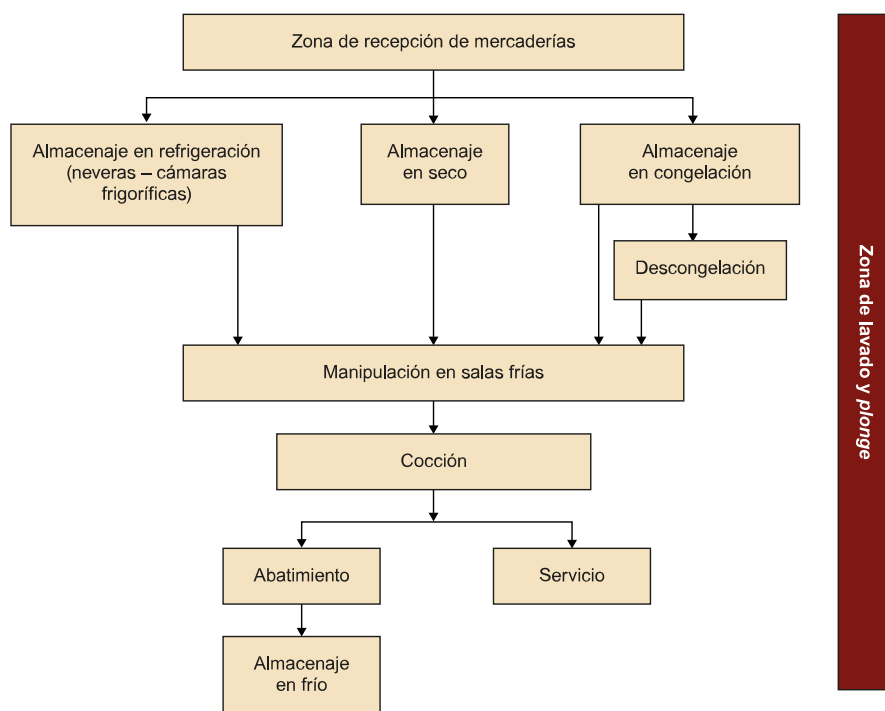 Zona de recepción de mercaderías
Almacenaje en refrigeración
(neveras – cámaras
frigoríficas)
Almacenaje
en seco
Almacenaje
en congelación
Descongelación
Manipulación en salas frías
Cocción
Abatimiento
Servicio
Almacenaje
en frío
Zona de lavado y plonge